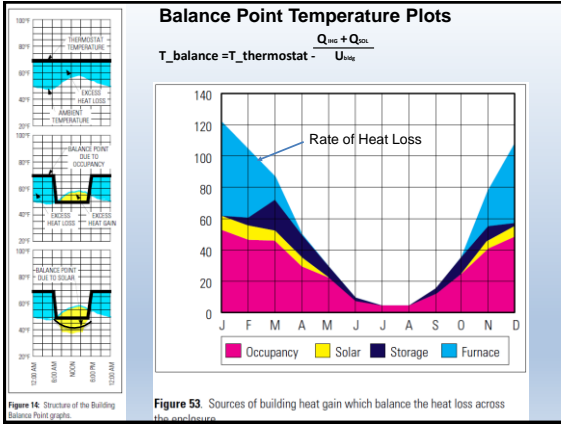 Balance Point Temperature Plots
T_balance =T_thermostat - Q IHG + Q SOL
U bldg
100°F
THERMOSTAT
TEMPERATURE
80°F
60°F
EXCESS
HEAT LOSS
40°F
AMBIENT
TEMPERATURE
20°F
100°F
BALANCE POINT
DUE TO
OCCUPANCY
80°F
60°F
40°F
EXCESS
HEAT LOSS
EXCESS
HEAT GAIN
20°F
100°F
BALANCE POINT
DUE TO SOLAR
80°F
60°F
40°F
20°F
12:00 AM
6:00 AM
NOON
6:00 PM
12:00 AM
Figure 14: Structure of the Building
Balance Point graphs.
140
120
100
80
60
40
20
0
Rate of Heat Loss
J F M A M J J A S O N D
Occupancy Solar Storage Furnace
Figure 53. Sources of building heat gain which balance the heat loss across
the enclosure